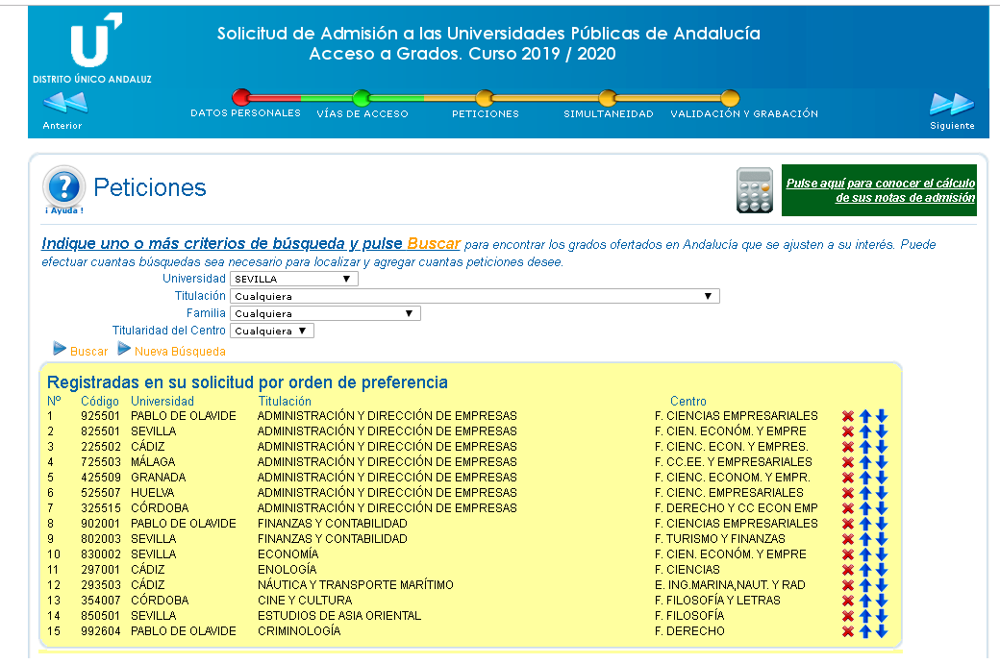 Solicitud de Admisión a las Universidades Públicas de Andalucía
Acceso a Grados. Curso 2019 / 2020
DISTRITO ÚNICO ANDALUZ
Anterior
DATOS PERSONALES VÍAS DE ACCESO PETICIONES SIMULTANEIDAD VALIDACIÓN Y GRABACIÓN
Siguiente
?
¡ Ayuda !
Peticiones
Pulse aquí para conocer el cálculo
de sus notas de admisión
Indique uno o más criterios de búsqueda y pulse Buscar para encontrar los grados ofertados en Andalucía que se ajusten a su interés. Puede
efectuar cuantas búsquedas sea necesario para localizar y agregar cuantas peticiones desee.
Universidad SEVILLA
Titulación Cualquiera
Familia Cualquiera
Titularidad del Centro Cualquiera
Buscar Nueva Búsqueda
Registradas en su solicitud por orden de preferencia
Nº Código Universidad Titulación Centro
1 925501 PABLO DE OLAVIDE ADMINISTRACIÓN Y DIRECCIÓN DE EMPRESAS F. CIENCIAS EMPRESARIALES
2 825501 SEVILLA ADMINISTRACIÓN Y DIRECCIÓN DE EMPRESAS F. CIEN. ECONÓM. Y EMPRE
3 225502 CÁDIZ ADMINISTRACIÓN Y DIRECCIÓN DE EMPRESAS F. CIENC. ECON. Y EMPRES.
4 725503 MÁLAGA ADMINISTRACIÓN Y DIRECCIÓN DE EMPRESAS F. CC.EE. Y EMPRESARIALES
5 425509 GRANADA ADMINISTRACIÓN Y DIRECCIÓN DE EMPRESAS F. CIENC. ECONOM. Y EMPR.
6 525507 HUELVA ADMINISTRACIÓN Y DIRECCIÓN DE EMPRESAS F. CIENC. EMPRESARIALES
7 325515 CÓRDOBA ADMINISTRACIÓN Y DIRECCIÓN DE EMPRESAS F. DERECHO Y CC ECON EMP
8 902001 PABLO DE OLAVIDE FINANZAS Y CONTABILIDAD F. CIENCIAS EMPRESARIALES
9 802003 SEVILLA FINANZAS Y CONTABILIDAD F. TURISMO Y FINANZAS
10 830002 SEVILLA ECONOMÍA F. CIEN. ECONÓM. Y EMPRE
11 297001 CÁDIZ ENOLOGÍA F. CIENCIAS
12 293503 CÁDIZ NÁUTICA Y TRANSPORTE MARÍTIMO E. ING.MARINA,NAUT. Y RAD
13 354007 CÓRDOBA CINE Y CULTURA F. FILOSOFÍA Y LETRAS
14 850501 SEVILLA ESTUDIOS DE ASIA ORIENTAL F. FILOSOFÍA
15 992604 PABLO DE OLAVIDE CRIMINOLOGÍA F. DERECHO